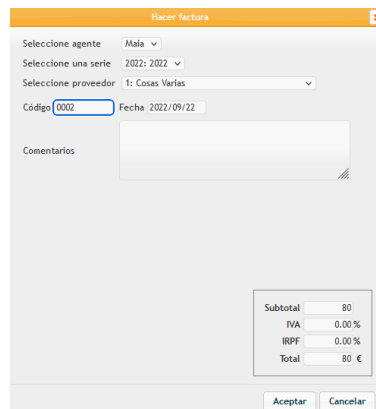 Hacer factura
Seleccione agente Maia
Seleccione una serie 2022: 2022
Seleccione proveedor 1: Cosas Varias
Código 0002 Fecha 2022/09/22
Comentarios
Subtotal 80
IVA 0.00 %
IRPF 0.00 %
Total 80 €
Aceptar Cancelar